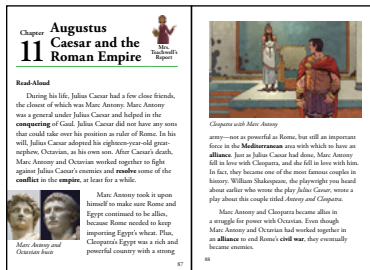 Chapter
11
Augustus
Caesar and the
Roman Empire
Mrs.
Teachwell's
Report
Read-Aloud
During his life, Julius Caesar had a few close friends,
the closest of which was Marc Antony. Marc Antony
was a general under Julius Caesar and helped in the
conquering of Gaul. Julius Caesar did not have any sons
that could take over his position as ruler of Rome. In his
will, Julius Caesar adopted his eighteen-year-old great-
nephew, Octavian, as his own son. After Caesar's death,
Marc Antony and Octavian worked together to fight
against Julius Caesar's enemies and resolve some of the
conflict in the empire, at least for a while.
Marc Antony took it upon
himself to make sure Rome and
Egypt continued to be allies,
because Rome needed to keep
importing Egypt's wheat. Plus,
Cleopatra's Egypt was a rich and
powerful country with a strong
Marc Antony and
Octavian busts
87
Cleopatra with Marc Antony
army—not as powerful as Rome, but still an important
force in the Mediterranean area with which to have an
alliance. Just as Julius Caesar had done, Marc Antony
fell in love with Cleopatra, and she fell in love with him.
In fact, they became one of the most famous couples in
history. William Shakespeare, the playwright you heard
about earlier who wrote the play Julius Caesar, wrote a
play about this couple titled Antony and Cleopatra.
Marc Antony and Cleopatra became allies in
a struggle for power with Octavian. Even though
Marc Antony and Octavian had worked together in
an alliance to end Rome's civil war, they eventually
became enemies.
88